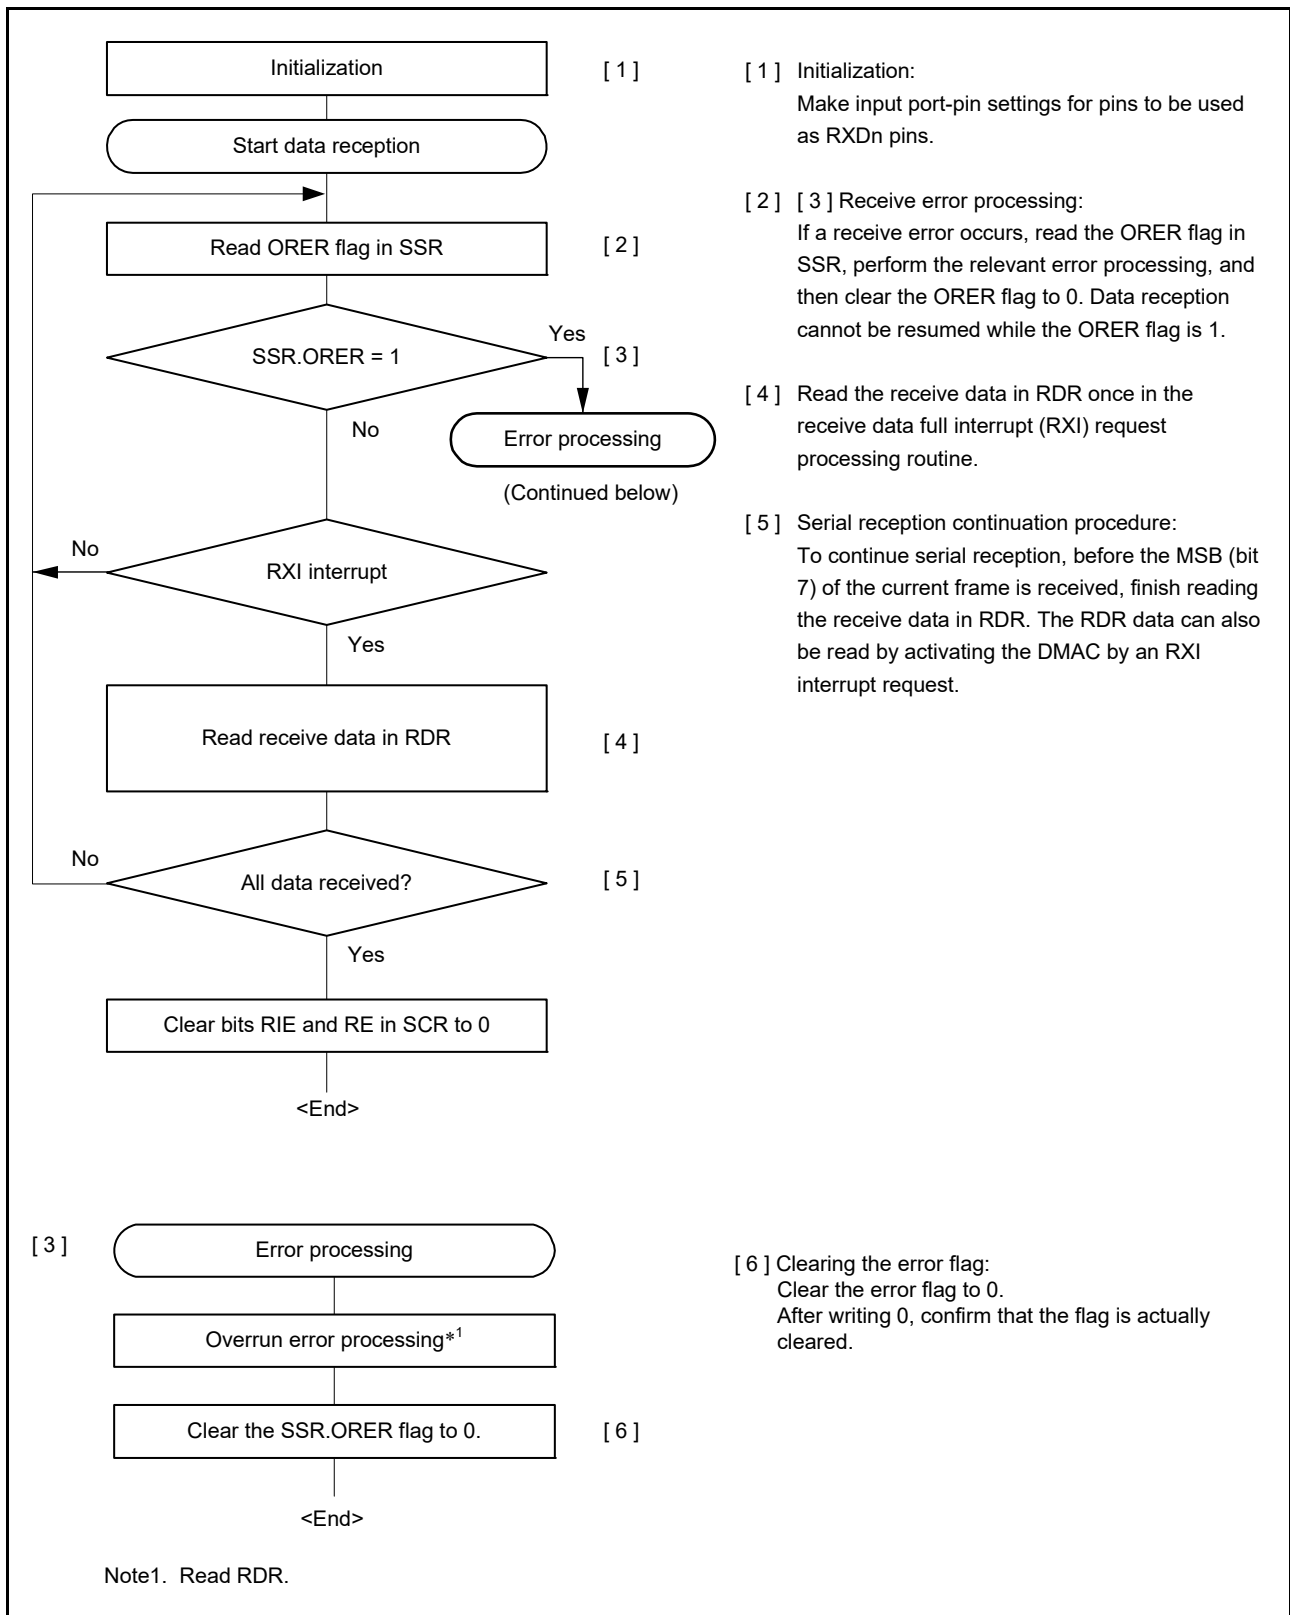 Initialization
[ 1 ]
Start data reception
Read ORER flag in SSR
[ 2 ]
SSR.ORER = 1
Yes
[ 3 ]
No
Error processing
(Continued below)
No
RXI interrupt
Yes
Read receive data in RDR
[ 4 ]
No
All data received?
[ 5 ]
Yes
Clear bits RIE and RE in SCR to 0
<End>
[ 1 ] Initialization:
Make input port-pin settings for pins to be used
as RXDn pins.
[ 2 ] [ 3 ] Receive error processing:
If a receive error occurs, read the ORER flag in
SSR, perform the relevant error processing, and
then clear the ORER flag to 0. Data reception
cannot be resumed while the ORER flag is 1.
[ 4 ] Read the receive data in RDR once in the
receive data full interrupt (RXI) request
processing routine.
[ 5 ] Serial reception continuation procedure:
To continue serial reception, before the MSB (bit
7) of the current frame is received, finish reading
the receive data in RDR. The RDR data can also
be read by activating the DMAC by an RXI
interrupt request.
[ 3 ]
Error processing
Overrun error processing*1
Clear the SSR.ORER flag to 0.
[ 6 ]
<End>
[ 6 ] Clearing the error flag:
Clear the error flag to 0.
After writing 0, confirm that the flag is actually
cleared.
Note1. Read RDR.